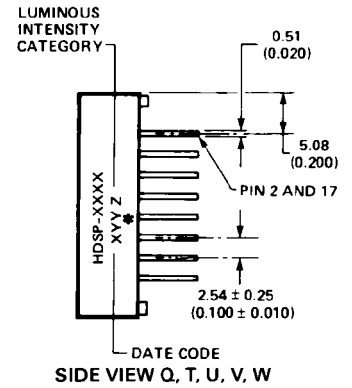 LUMINOUS
INTENSITY
CATEGORY
0.51
(0.020)
5.08
(0.200)
PIN 2 AND 17
HDSP-XXXX
XYY Z
*
2.54 ± 0.25
(0.100 ± 0.010)
DATE CODE
SIDE VIEW Q, T, U, V, W